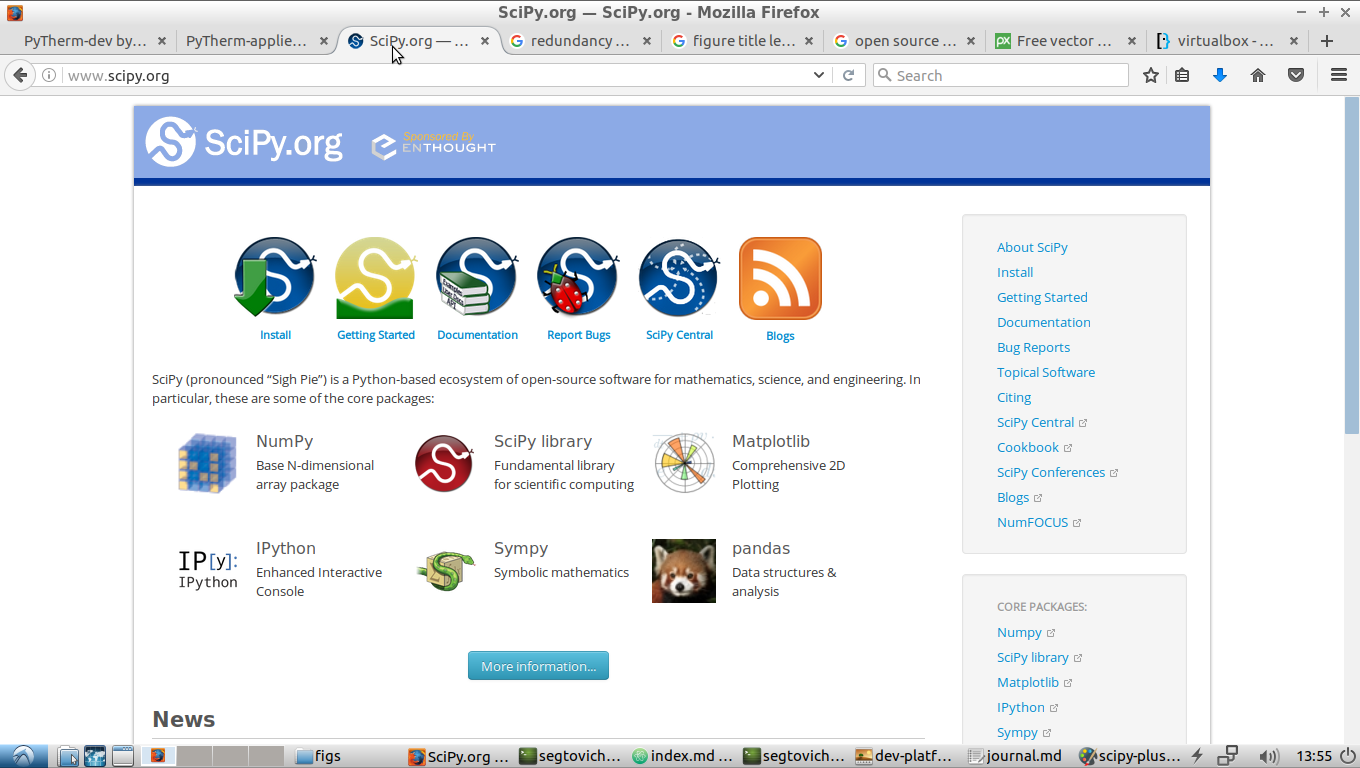 SciPy.org — SciPy.org - Mozilla Firefox
PyTherm-dev by... PyTherm-applie... SciPy.org — ... redundancy ... figure title le... open source ... Free vector ... virtualbox - ...
www.scipy.org Search
SciPy.org Sponsored By
ENTHOUGHT
Install Getting Started Documentation Report Bugs SciPy Central Blogs
SciPy (pronounced “Sigh Pie”) is a Python-based ecosystem of open-source software for mathematics, science, and engineering. In
particular, these are some of the core packages:
NumPy
Base N-dimensional
array package
SciPy library
Fundamental library
for scientific computing
Matplotlib
Comprehensive 2D
Plotting
IP[y]:
IPython
IPython
Enhanced Interactive
Console
Sympy
Symbolic mathematics
pandas
Data structures &
analysis
More information...
News
About SciPy
Install
Getting Started
Documentation
Bug Reports
Topical Software
Citing
SciPy Central
Cookbook
SciPy Conferences
Blogs
NumFOCUS
CORE PACKAGES:
Numpy
SciPy library
Matplotlib
IPython
Sympy
figs SciPy.org ... segtovich... index.md ... segtovich... dev-platf... journal.md scipy-plus... 13:55